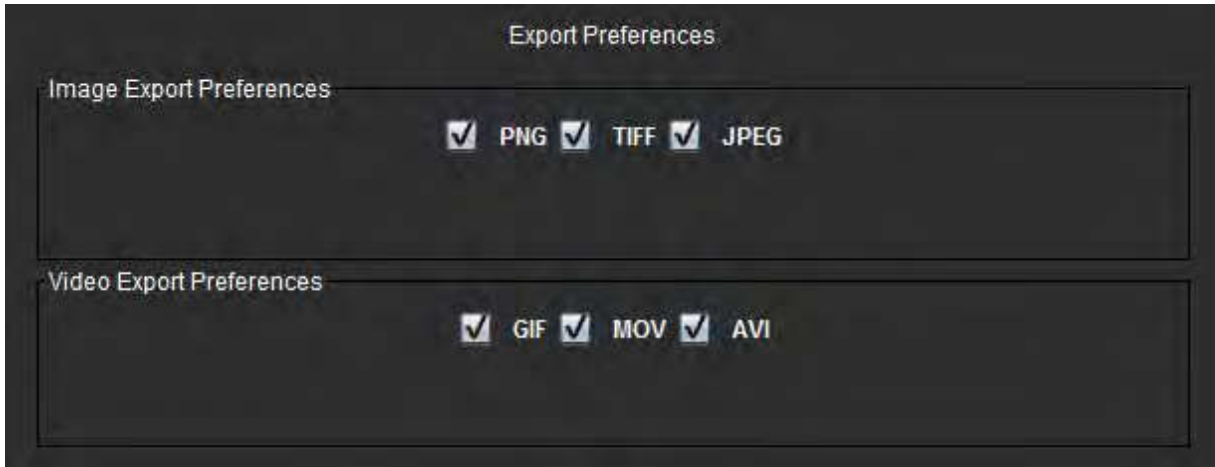 Export Preferences
Image Export Preferences
PNG TIFF JPEG
Video Export Preferences
GIF MOV AVI